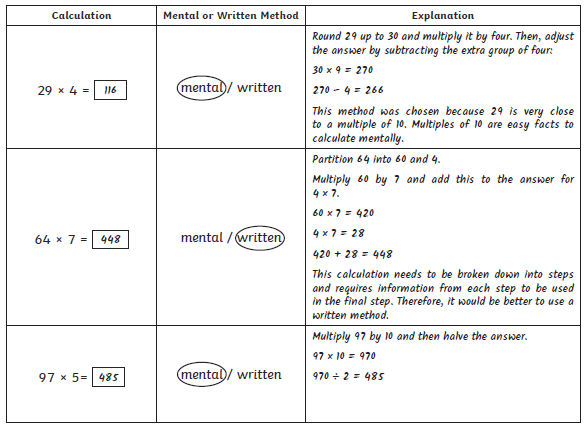 Calculation Mental or Written Method Explanation
29 × 4 = 116
mental / written
Round 29 up to 30 and multiply it by four. Then, adjust
the answer by subtracting the extra group of four:
30 × 9 = 270
270 − 4 = 266
This method was chosen because 29 is very close
to a multiple of 10. Multiples of 10 are easy facts to
calculate mentally.
64 × 7 = 448
mental / written
Partition 64 into 60 and 4.
Multiply 60 by 7 and add this to the answer for
4 × 7.
60 × 7 = 420
4 × 7 = 28
420 + 28 = 448
This calculation needs to be broken down into steps
and requires information from each step to be used
in the final step. Therefore, it would be better to use a
written method.
97 × 5= 485
mental / written
Multiply 97 by 10 and then halve the answer.
97 × 10 = 970
970 ÷ 2 = 485